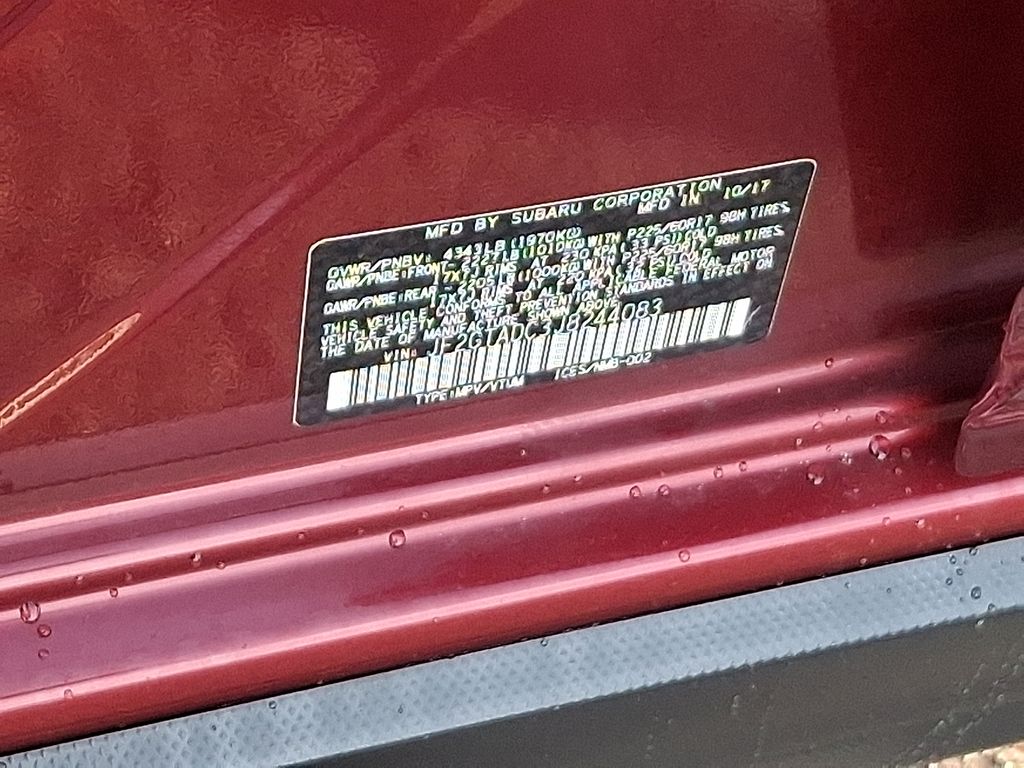 MFD BY SUBARU CORPORATION
MFD IN 10/17
GVWR/PNBV: 4343LB(1970KG)
GAWR/PNBE:FRONT 2227LB(1010KG)WITH P225/60R17 98H TIRES,
17X7J RIMS AT 230 KPA(33 PSI)COLD
GAWR/PNBE:REAR 2205LB(1000KG)WITH P225/60R17 98H TIRES,
17X7J RIMS AT 220 KPA PSI)COLD
THIS VEHICLE CONFORMS TO ALL APPLICABLE FEDERAL MOTOR
VEHICLE SAFETY AND THEFT PREVENTION STANDARDS IN EFFECT
THE DATE OF MANUFACTURE SHOWN ABOVE.
VIN: JF2GTADC3J8244083
TYPE:MPV/VTUM ICES/NMB-002